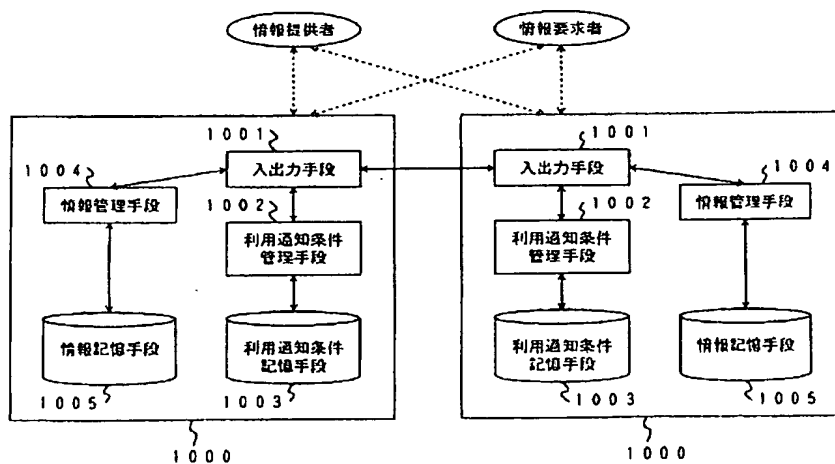 情報提供者
情報要求者
1001
入出力手段
1004
情報管理手段
1002
利用通知条件
管理手段
情報記憶手段
1005
利用通知条件
記憶手段
1003
1000
1001
入出力手段
1004
情報管理手段
1002
利用通知条件
管理手段
利用通知条件
記憶手段
1003
情報記憶手段
1005
1000